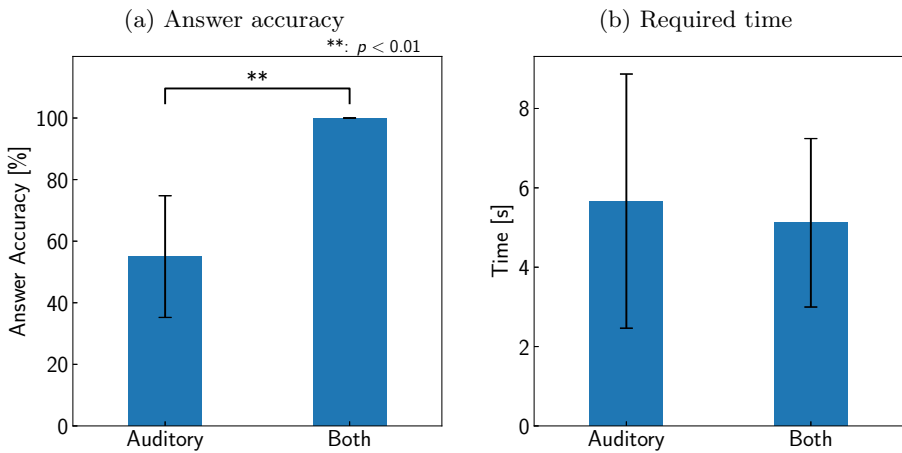 (a) Answer accuracy
**: p < 0.01
**
Answer Accuracy [%]
100
80
60
40
20
0
Auditory
Both
(b) Required time
Time [s]
8
6
4
2
0
Auditory
Both